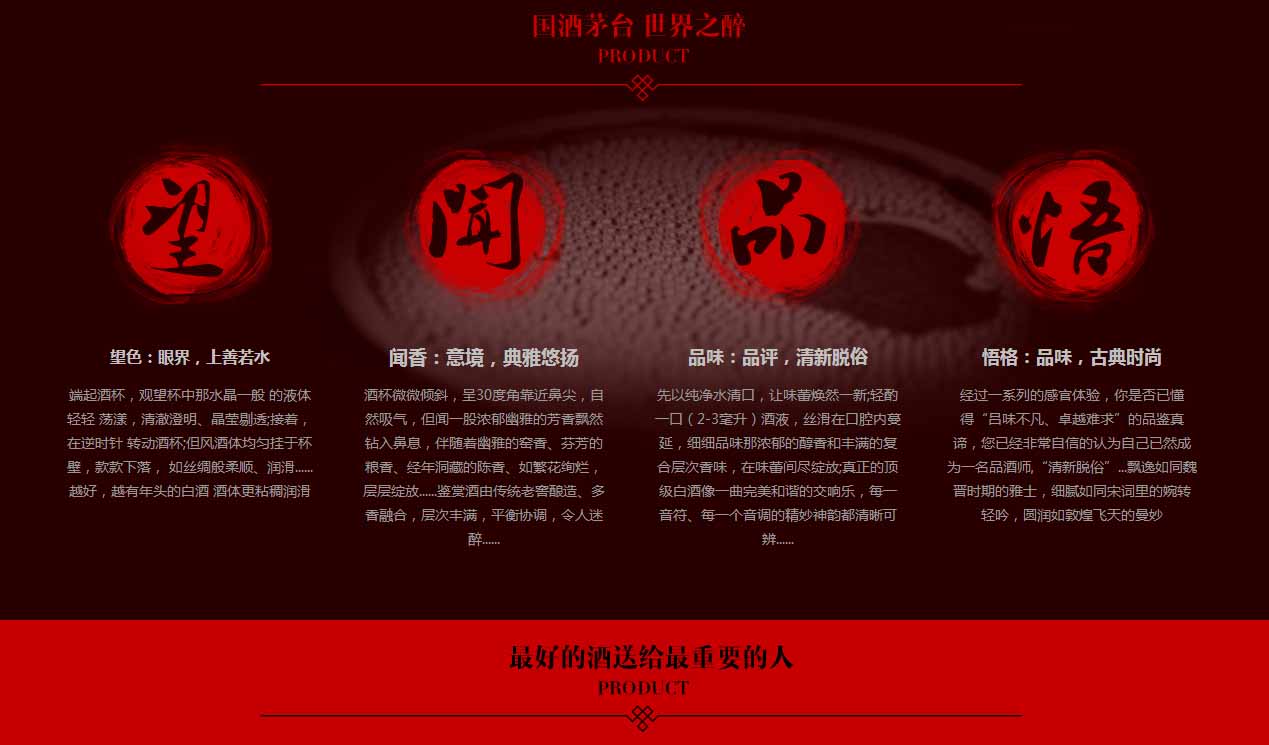 国酒茅台 世界之醉
PRODUCT
望
闻
品
悟
望色：眼界，上善若水
端起酒杯，观望杯中那水晶一般 的液体
轻轻 荡漾，清澈澄明、晶莹剔透;接着，
在逆时针 转动酒杯;但风酒体均匀挂于杯
壁，款款下落， 如丝绸般柔顺、润滑......
越好，越有年头的白酒 酒体更粘稠润滑
闻香：意境，典雅悠扬
酒杯微微倾斜，呈30度角靠近鼻尖，自
然吸气，但闻一股浓郁幽雅的芳香飘然
钻入鼻息，伴随着幽雅的窖香、芬芳的
粮香、经年洞藏的陈香、如繁花绚烂，
层层绽放......鉴赏酒由传统老窖酿造、多
香融合，层次丰满，平衡协调，令人迷
醉......
品味：品评，清新脱俗
先以纯净水清口，让味蕾焕然一新;轻酌
一口（2-3毫升）酒液，丝滑在口腔内蔓
延，细细品味那浓郁的醇香和丰满的复
合层次香味，在味蕾间尽绽放;真正的顶
级白酒像一曲完美和谐的交响乐，每一
音符、每一个音调的精妙神韵都清晰可
辨......
悟格：品味，古典时尚
经过一系列的感官体验，你是否已懂
得“吕味不凡、卓越难求”的品鉴真
谛，您已经非常自信的认为自己已然成
为一名品酒师,“清新脱俗”...飘逸如同魏
晋时期的雅士，细腻如同宋词里的婉转
轻吟，圆润如敦煌飞天的曼妙
最好的酒送给最重要的人
PRODUCT